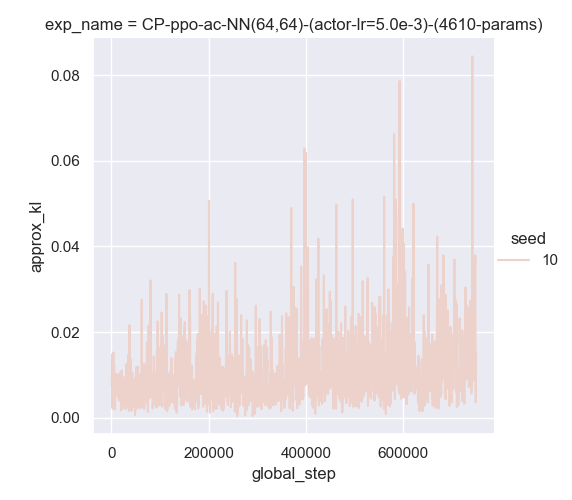 exp_name = CP-ppo-ac-NN(64,64)-(actor-lr=5.0e-3)-(4610-params)
0.08
0.06
0.04
0.02
0.00
approx_kl
seed
10
0
200000
400000
600000
global_step